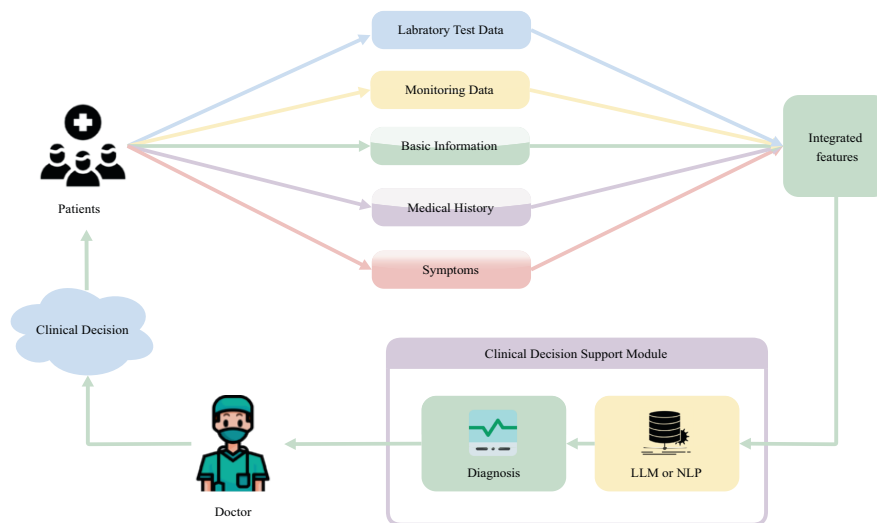 Labratory Test Data
Monitoring Data
Basic Information
Medical History
Symptoms
Integrated
features
Patients
Clinical Decision
Clinical Decision Support Module
Diagnosis
LLM or NLP
Doctor